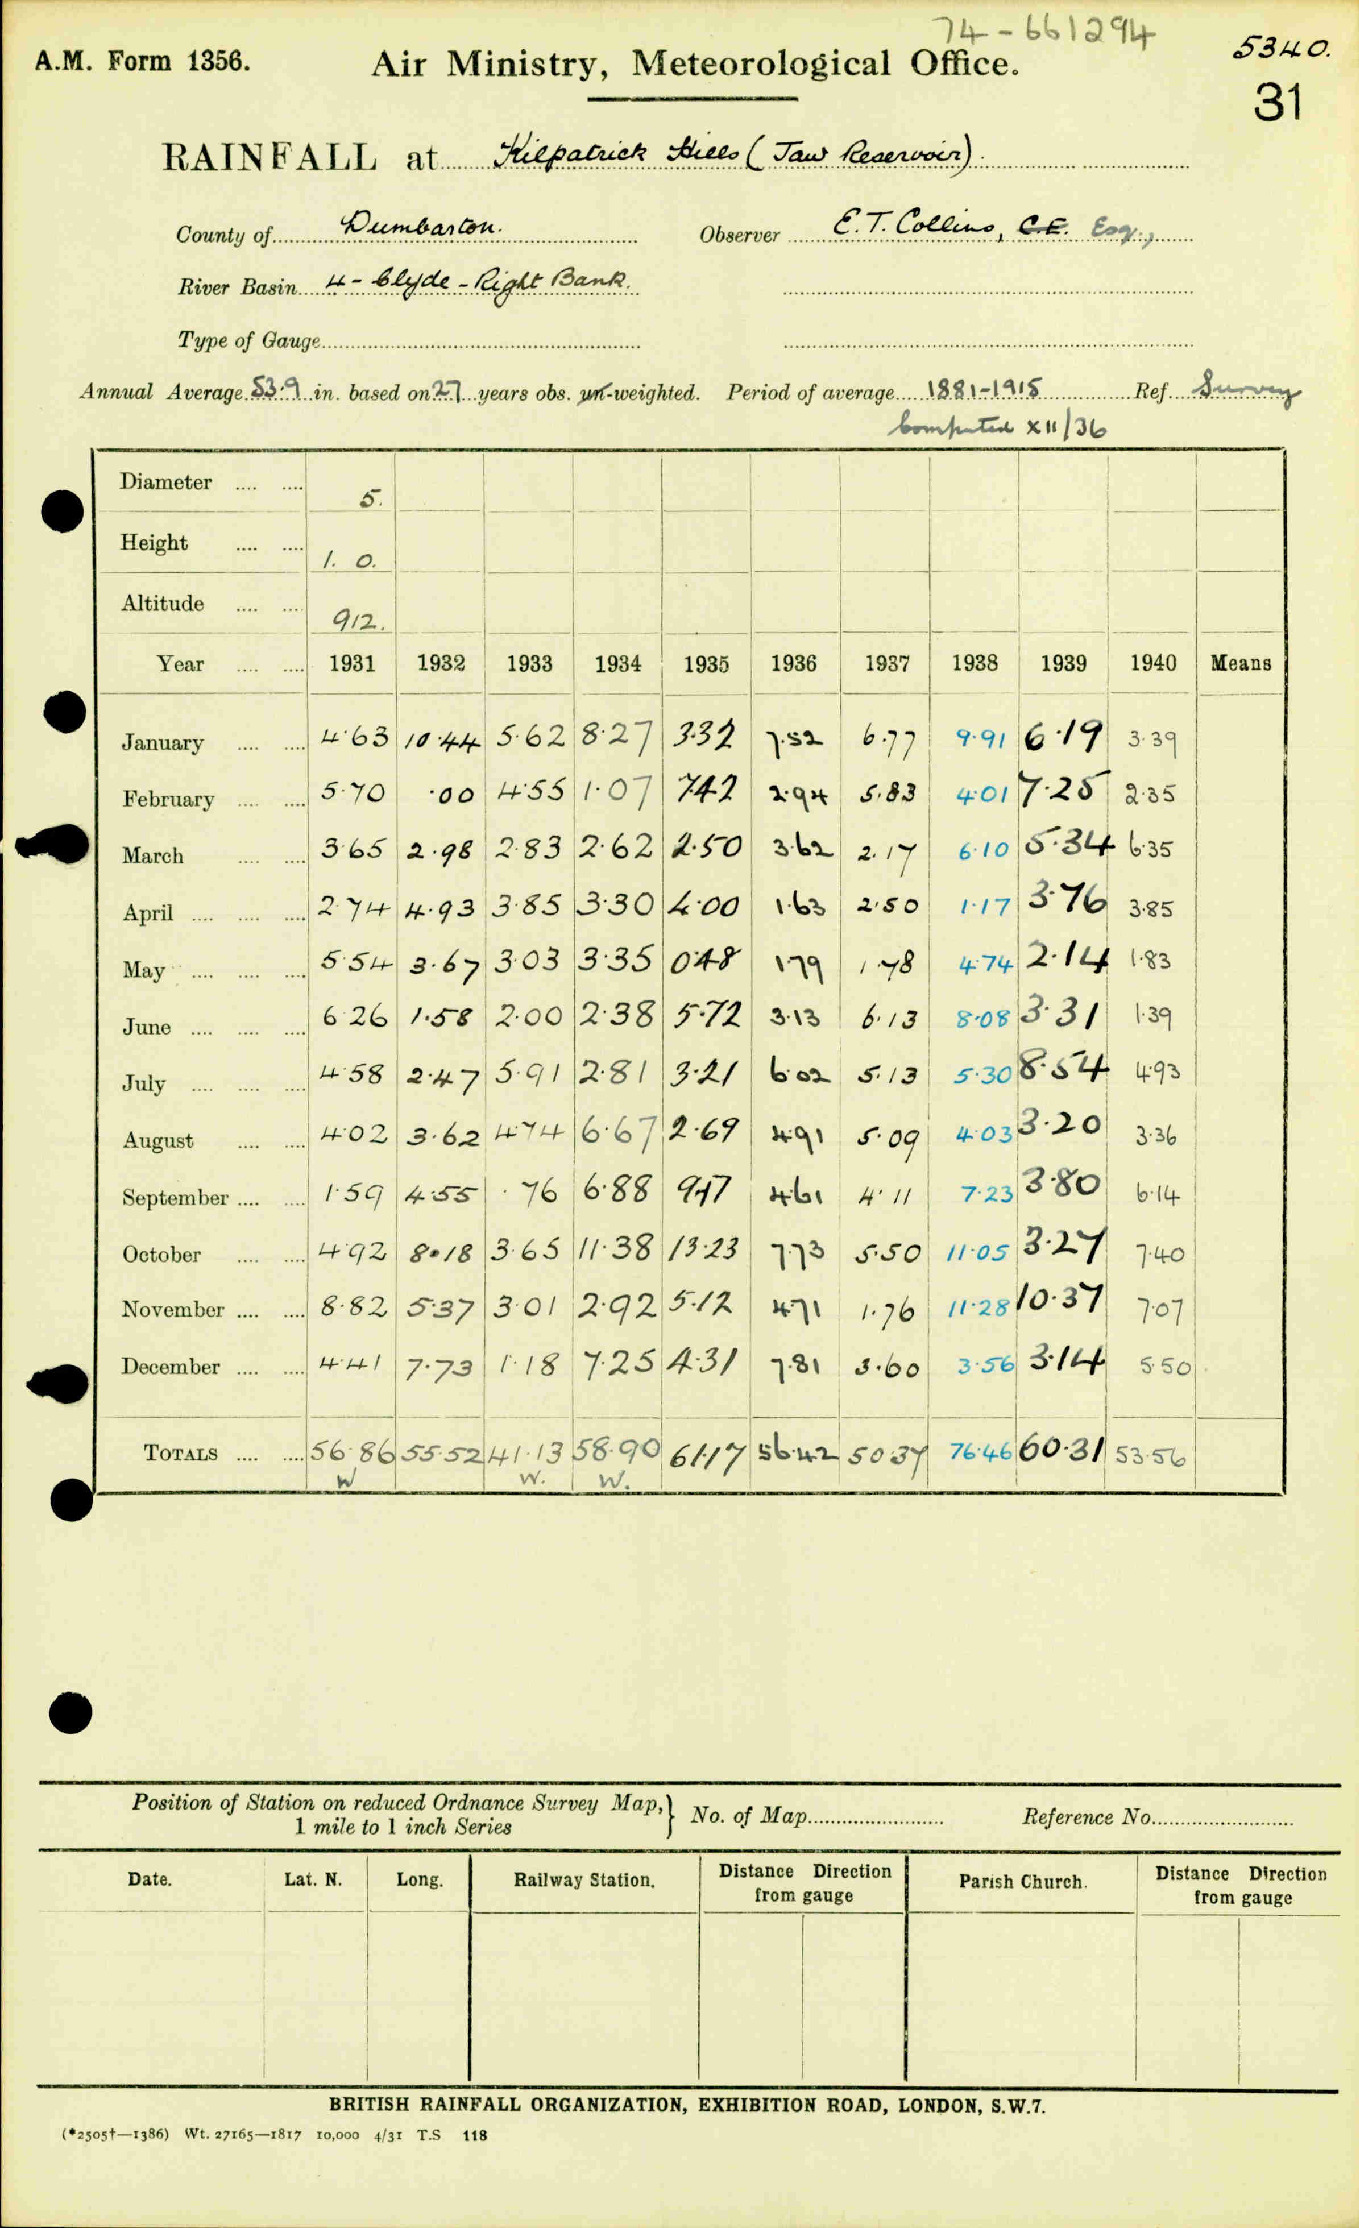 74-661294
5340.
A.M. Form 1356. Air Ministry, Meteorological Office.
31
RAINFALL at Kilpatrick Hills (Jaw Reservoir).
County of Dumbarton. Observer E.T. Collins, C.E. Esq.,
River Basin 4-Clyde-Right Bank.
Type of Gauge
Annual Average 53.9 in. based on 27 years obs. un-weighted. Period of average 1881-1915 Ref. Survey
Computed XII/36
Diameter 5.
Height 1. 0.
Altitude 912.
Year 1931 1932 1933 1934 1935 1936 1937 1938 1939 1940 Means
January 4.63 10.44 5.62 8.27 3.32 7.52 6.77 9.91 6.19 3.39
February 5.70 .00 4.55 1.07 7.42 2.94 5.83 4.01 7.25 2.35
March 3.65 2.98 2.83 2.62 2.50 3.62 2.17 6.10 5.34 6.35
April 2.74 4.93 3.85 3.30 4.00 1.63 2.50 1.17 3.76 3.85
May 5.54 3.67 3.03 3.35 0.48 1.79 1.78 4.74 2.14 1.83
June 6.26 1.58 2.00 2.38 5.72 3.13 6.13 8.08 3.31 1.39
July 4.58 2.47 5.91 2.81 3.21 6.02 5.13 5.30 8.54 4.93
August 4.02 3.62 4.74 6.67 2.69 4.91 5.09 4.03 3.20 3.36
September 1.59 4.55 .76 6.88 9.17 4.61 4.11 7.23 3.80 6.14
October 4.92 8.18 3.65 11.38 13.23 7.73 5.50 11.05 3.27 7.40
November 8.82 5.37 3.01 2.92 5.12 4.71 1.76 11.28 10.37 7.07
December 4.41 7.73 1.18 7.25 4.31 7.81 3.60 3.56 3.14 5.50
TOTALS 56.86 55.52 41.13 58.90 61.17 56.42 50.37 76.46 60.31 53.56
W W. W.
Position of Station on reduced Ordnance Survey Map,} No. of Map Reference No.
1 mile to 1 inch Series
Date. Lat. N. Long. Railway Station. Distance Direction from gauge Parish Church. Distance Direction from gauge
BRITISH RAINFALL ORGANIZATION, EXHIBITION ROAD, LONDON, S.W.7.
(*2505†—1386) Wt. 27165—1817 10,000 4/31 T.S 118